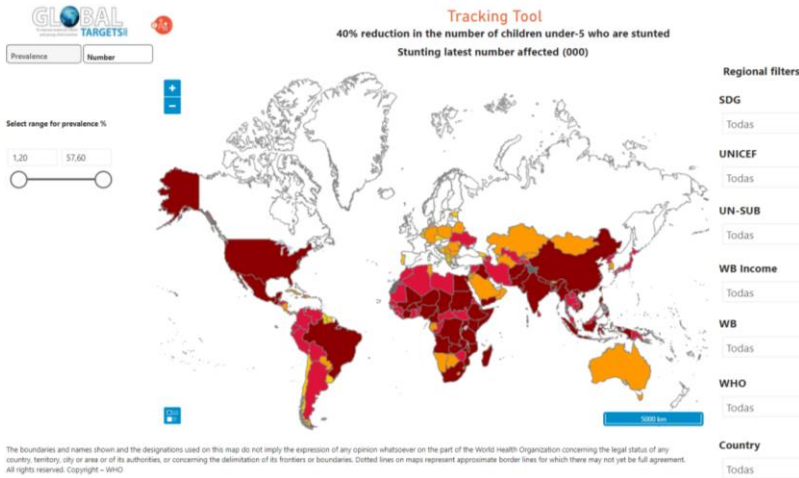 GLOBAL
TARGETS
Tracking Tool
40% reduction in the number of children under-5 who are stunted
Stunting latest number affected (000)
Prevalence
Number
+
−
Select range for prevalence %
1,20
57,60
Regional filters
SDG
Todas
UNICEF
Todas
UN-SUB
Todas
WB Income
Todas
WB
Todas
WHO
Todas
Country
Todas
5000 km
The boundaries and names shown and the designations used on this map do not imply the expression of any opinion whatsoever on the part of the World Health Organization concerning the legal status of any
country, territory, city or area or of its authorities, or concerning the delimitation of its frontiers or boundaries. Dotted lines on maps represent approximate border lines for which there may not yet be full agreement.
All rights reserved. Copyright – WHO